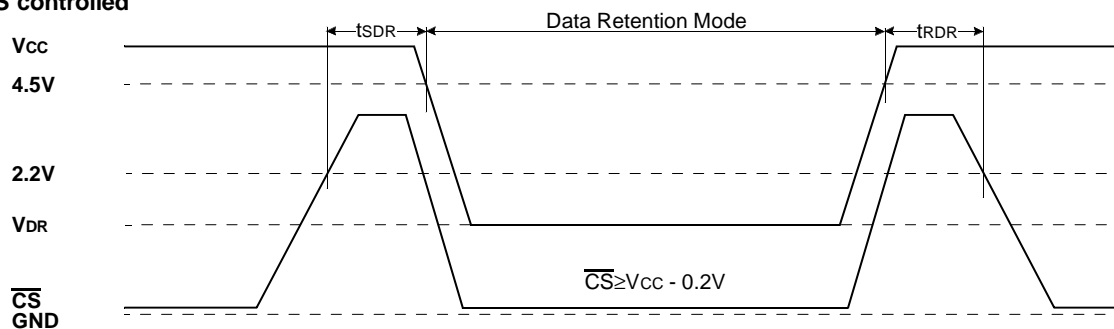 controlled
tSDR
Data Retention Mode
tRDR
VCC
4.5V
2.2V
VDR
CS≥VCC - 0.2V
CS
GND